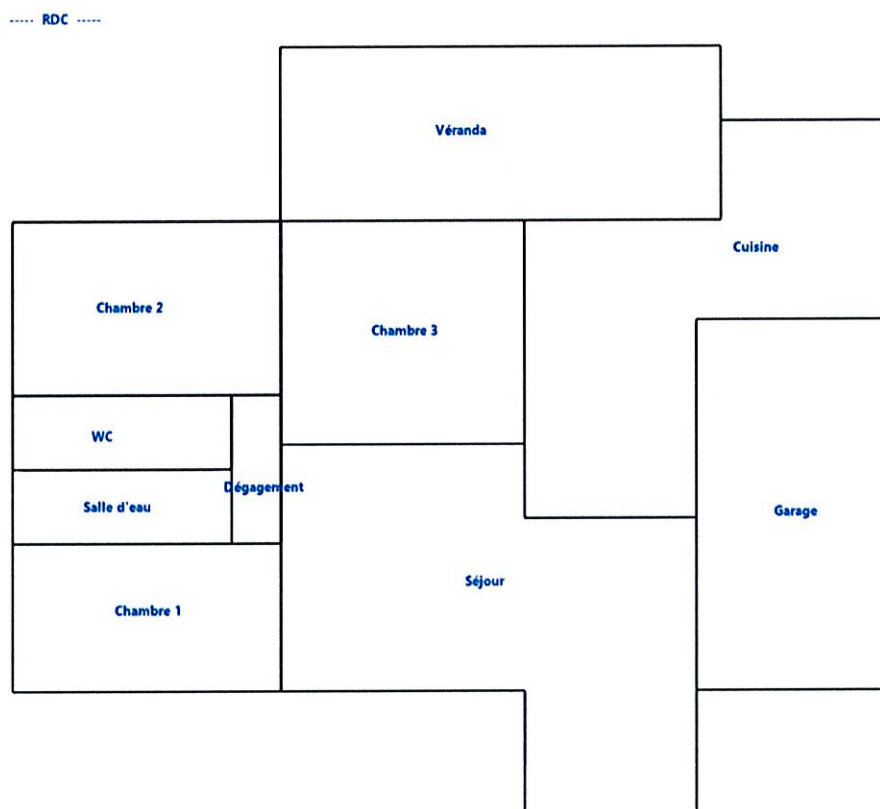 ----- RDC -----
Véranda
Cuisine
Chambre 2
Chambre 3
WC
Dégagement
Salle d'eau
Garage
Séjour
Chambre 1